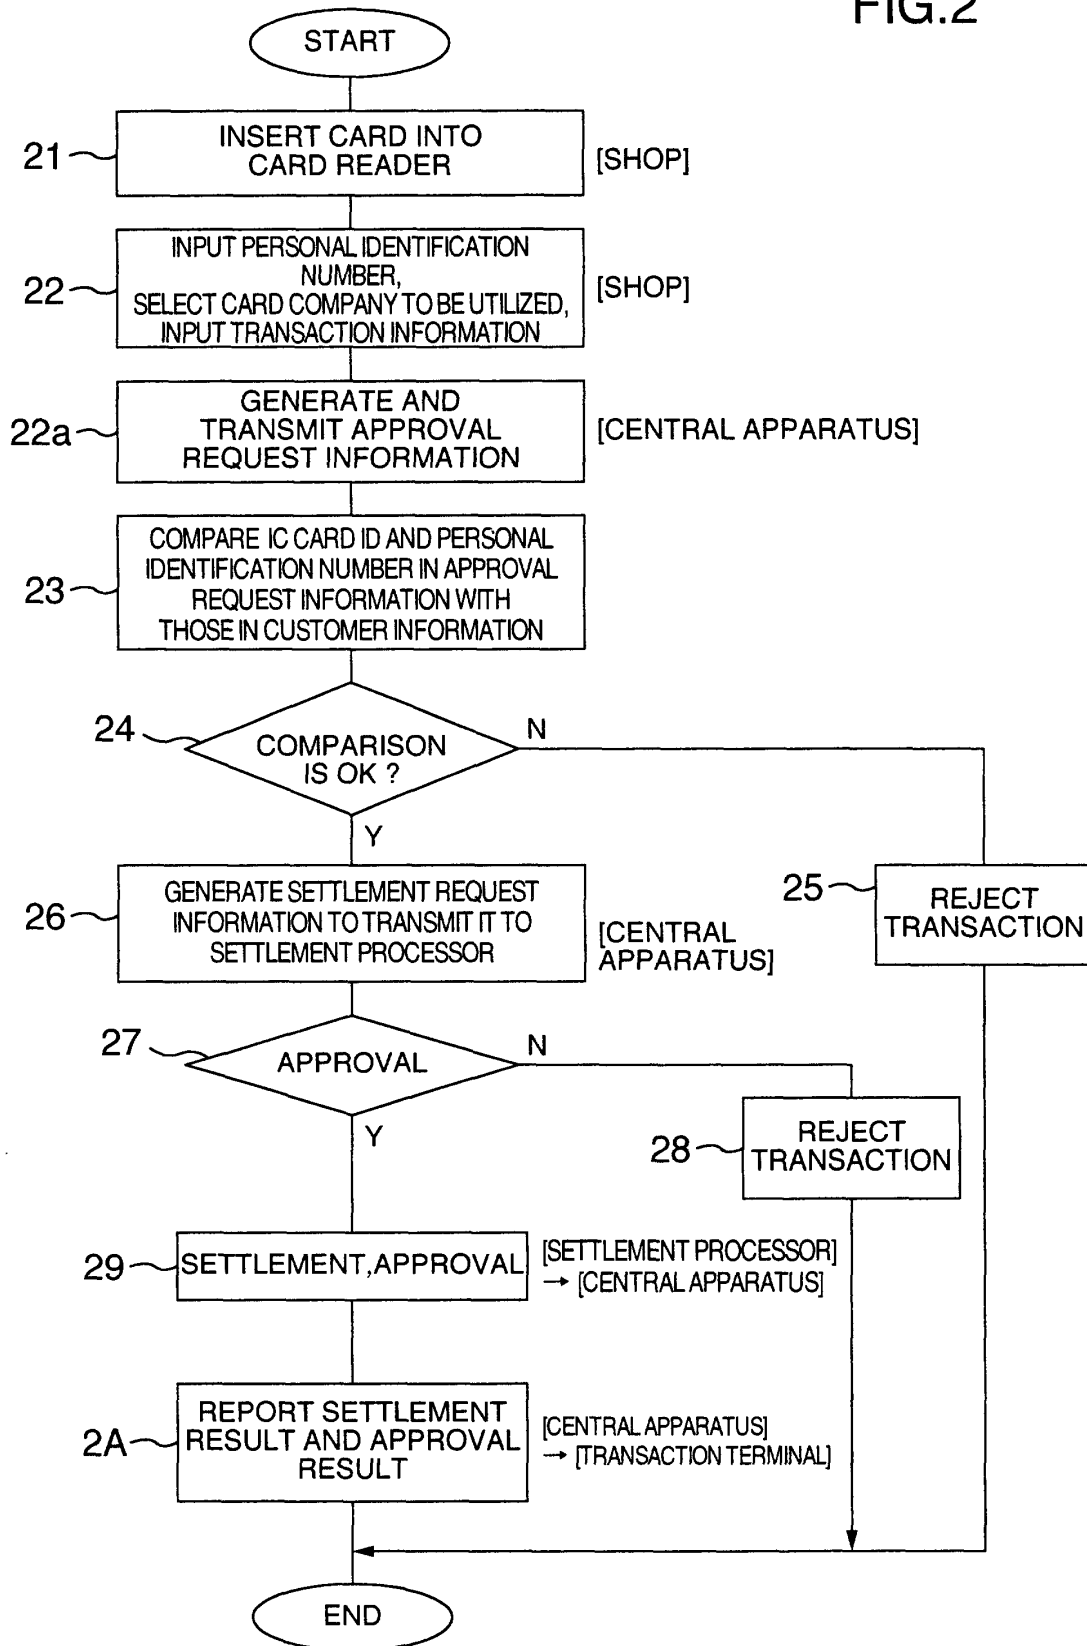 FIG.2
START
21
INSERT CARD INTO
CARD READER
[SHOP]
22
INPUT PERSONAL IDENTIFICATION
NUMBER,
SELECT CARD COMPANY TO BE UTILIZED,
INPUT TRANSACTION INFORMATION
[SHOP]
22a
GENERATE AND
TRANSMIT APPROVAL
REQUEST INFORMATION
[CENTRAL APPARATUS]
23
COMPARE IC CARD ID AND PERSONAL
IDENTIFICATION NUMBER IN APPROVAL
REQUEST INFORMATION WITH
THOSE IN CUSTOMER INFORMATION
24
COMPARISON
IS OK ?
N
Y
25
REJECT
TRANSACTION
26
GENERATE SETTLEMENT REQUEST
INFORMATION TO TRANSMIT IT TO
SETTLEMENT PROCESSOR
[CENTRAL
APPARATUS]
27
APPROVAL
N
Y
28
REJECT
TRANSACTION
29
SETTLEMENT,APPROVAL
[SETTLEMENT PROCESSOR]
→ [CENTRAL APPARATUS]
2A
REPORT SETTLEMENT
RESULT AND APPROVAL
RESULT
[CENTRAL APPARATUS]
→ [TRANSACTION TERMINAL]
END